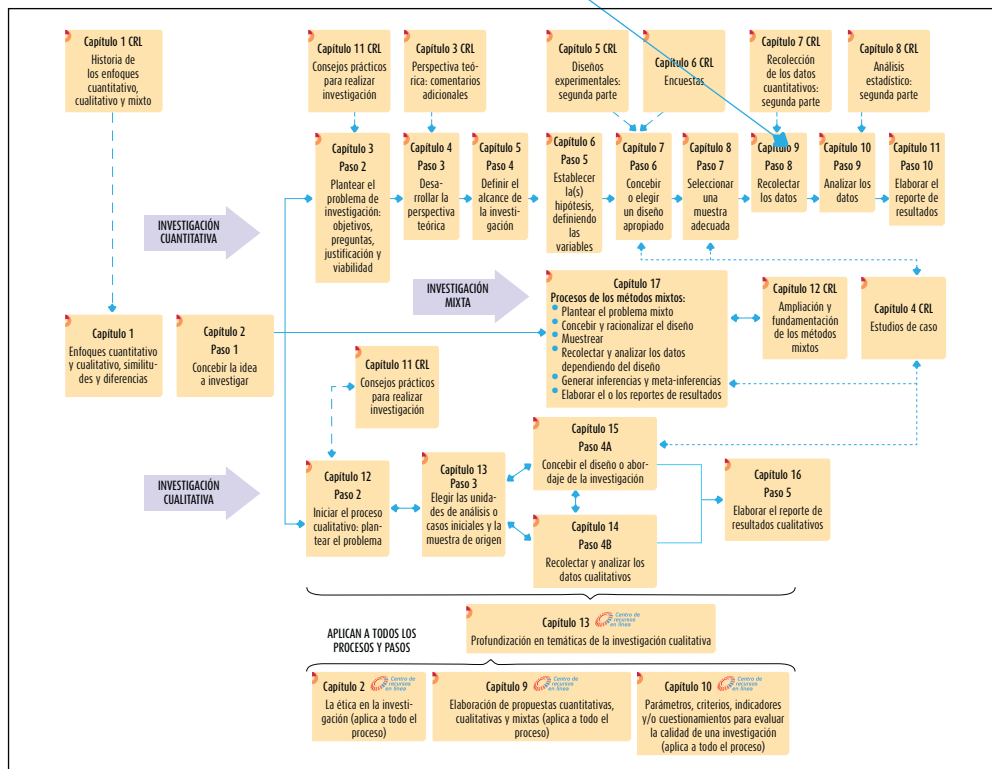 Capítulo 1 CRL
Historia de
los enfoques
cuantitativo,
cualitativo y mixto
Capítulo 11 CRL
Consejos prácticos
para realizar
investigación
Capítulo 3 CRL
Perspectiva teó-
rica: comentarios
adicionales
Capítulo 5 CRL
Diseños
experimentales:
segunda parte
Capítulo 6 CRL
Encuestas
Capítulo 7 CRL
Recolección
de los datos
cuantitativos:
segunda parte
Capítulo 8 CRL
Análisis
estadístico:
segunda parte
INVESTIGACIÓN
CUANTITATIVA
Capítulo 3
Paso 2
Plantear el
problema de
investigación:
objetivos,
preguntas,
justificación y
viabilidad
Capítulo 4
Paso 3
Desa-
rrollar la
perspectiva
teórica
Capítulo 5
Paso 4
Definir el
alcance de
la investi-
gación
Capítulo 6
Paso 5
Establecer
la(s)
hipótesis,
definiendo
las
variables
Capítulo 7
Paso 6
Concebir
o elegir
un diseño
apropiado
Capítulo 8
Paso 7
Seleccionar
una
muestra
adecuada
Capítulo 9
Paso 8
Recolectar
los datos
Capítulo 10
Paso 9
Analizar los
datos
Capítulo 11
Paso 10
Elaborar el
reporte de
resultados
INVESTIGACIÓN
MIXTA
Capítulo 17
Procesos de los métodos mixtos:
Plantear el problema mixto
Concebir y racionalizar el diseño
Muestrear
Recolectar y analizar los datos
dependiendo del diseño
Generar inferencias y meta-inferencias
Elaborar el o los reportes de resultados
Capítulo 12 CRL
Ampliación y
fundamentación
de los métodos
mixtos
Capítulo 4 CRL
Estudios de caso
Capítulo 1
Enfoques cuantitativo
y cualitativo, similitu-
des y diferencias
Capítulo 2
Paso 1
Concebir la idea
a investigar
Capítulo 11 CRL
Consejos prácticos
para realizar
investigación
INVESTIGACIÓN
CUALITATIVA
Capítulo 12
Paso 2
Iniciar el proceso
cualitativo: plan-
tear el problema
Capítulo 13
Paso 3
Elegir las unida-
des de análisis o
casos iniciales y la
muestra de origen
Capítulo 15
Paso 4A
Concebir el diseño o abor-
daje de la investigación
Capítulo 14
Paso 4B
Recolectar y analizar los
datos cualitativos
Capítulo 16
Paso 5
Elaborar el reporte de
resultados cualitativos
Capítulo 13 Centro de
recursos
en línea
Profundización en temáticas de la investigación cualitativa
APLICAN A TODOS LOS
PROCESOS Y PASOS
Capítulo 2 Centro de
recursos
en línea
La ética en la investi-
gación (aplica a todo el
proceso)
Capítulo 9 Centro de
recursos
en línea
Elaboración de propuestas cuantitativas,
cualitativas y mixtas (aplica a todo el
proceso)
Capítulo 10 Centro de
recursos
en línea
Parámetros, criterios, indicadores
y/o cuestionamientos para evaluar
la calidad de una investigación
(aplica a todo el proceso)